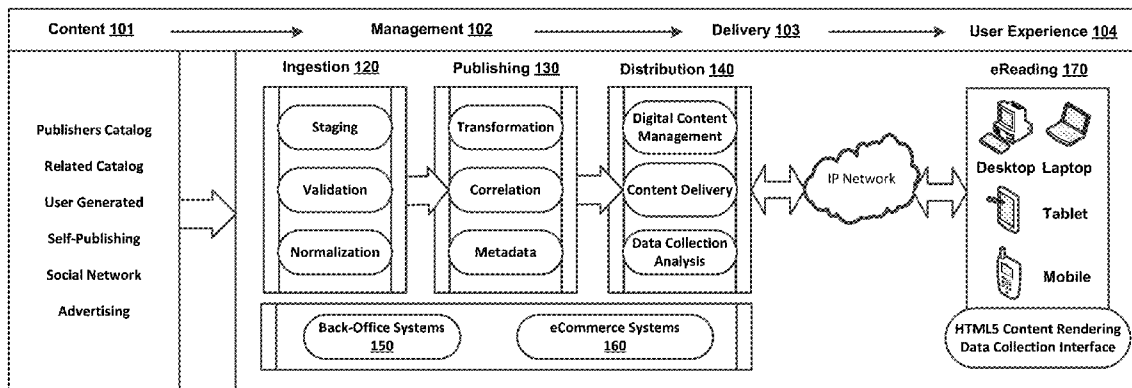 Content 101
Management 102
Delivery 103
User Experience 104
Publishers Catalog
Related Catalog
User Generated
Self-Publishing
Social Network
Advertising
Ingestion 120
Staging
Validation
Normalization
Publishing 130
Transformation
Correlation
Metadata
Distribution 140
Digital Content
Management
Content Delivery
Data Collection
Analysis
Back-Office Systems
150
eCommerce Systems
160
IP Network
eReading 170
Desktop
Laptop
Tablet
Mobile
HTML5 Content Rendering
Data Collection Interface